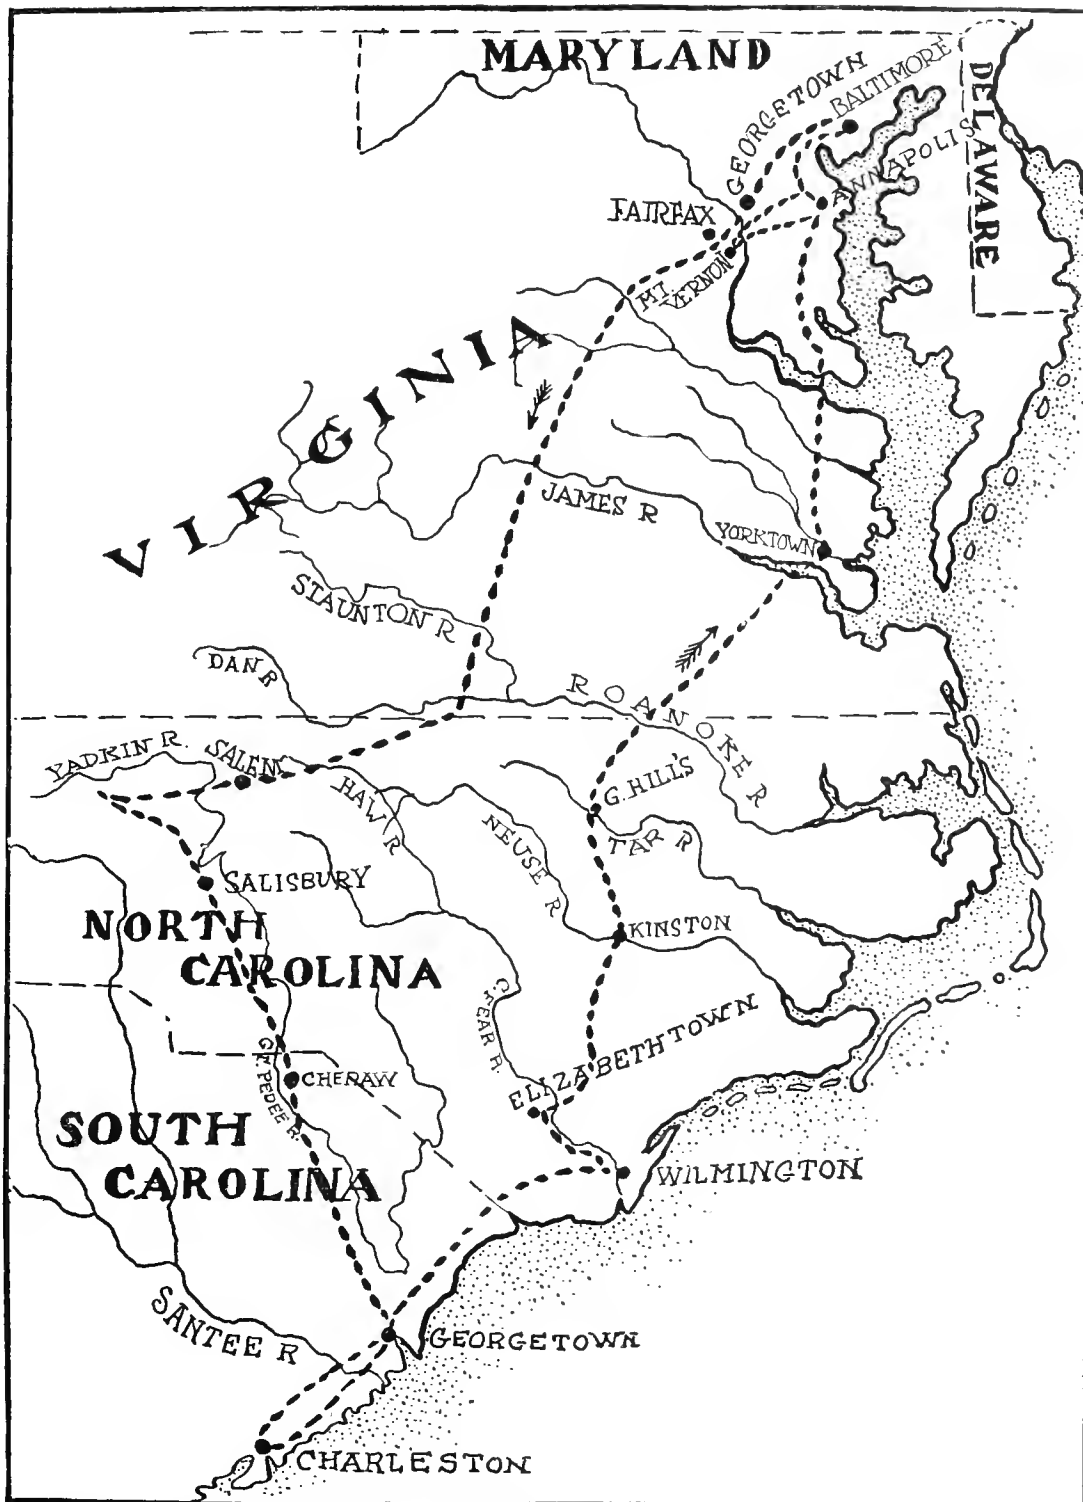 MARYLAND
DELAWARE
GEORGETOWN
BALTIMORE
ANNAPOLIS
FAIRFAX
MT. VERNON
VIRGINIA
JAMES R
YORKTOWN
STAUNTON R
DAN R
ROANOKE R
YADKIN R.
SALEM
HAW R
G. HILL'S
NEUSE R
TAR R
SALISBURY
KINSTON
NORTH
CAROLINA
C. FEAR R.
ELIZABETHTOWN
GT. PEDEE R.
CHERAW
SOUTH
CAROLINA
WILMINGTON
SANTEE R
GEORGETOWN
CHARLESTON